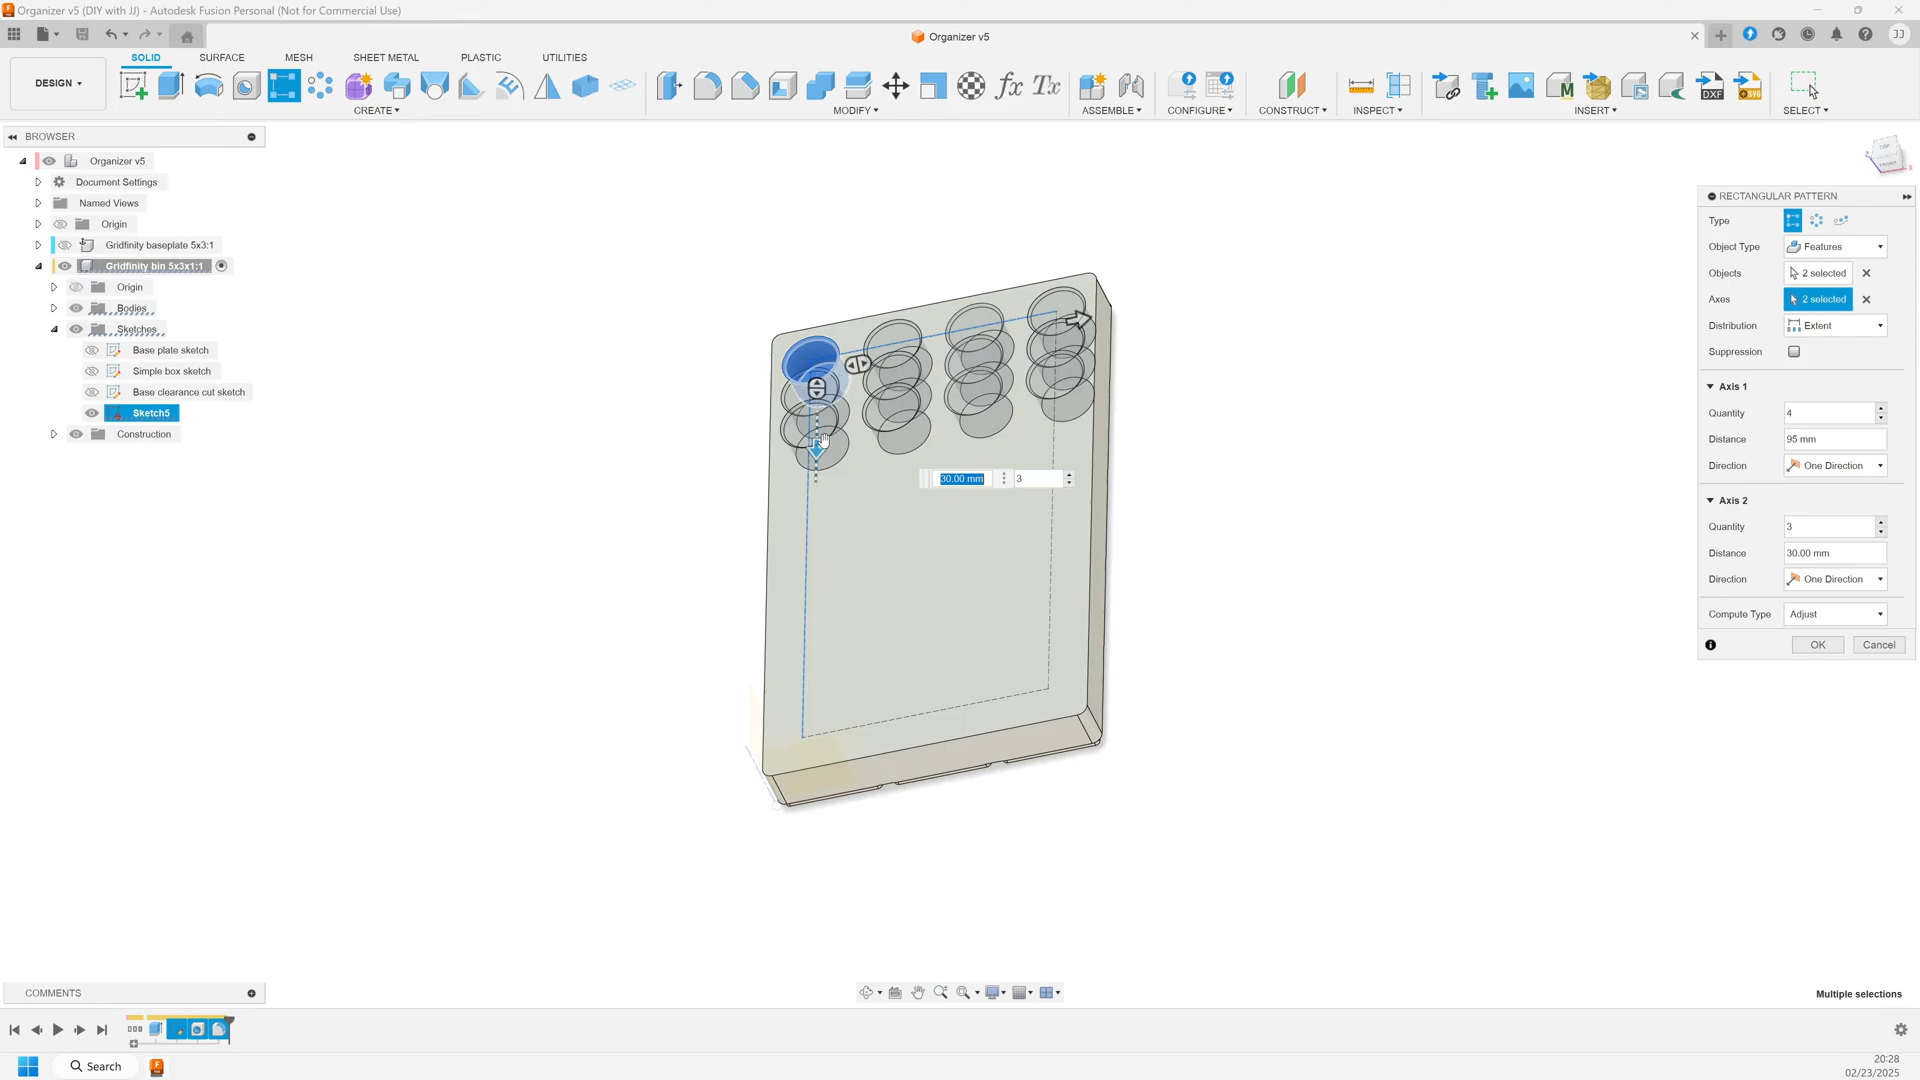 Organizer v5 (DIY with JJ) - Autodesk Fusion Personal (Not for Commercial Use)
Organizer v5
JJ
DESIGN
SOLID
SURFACE
MESH
SHEET METAL
PLASTIC
UTILITIES
CREATE
MODIFY
ASSEMBLE
CONFIGURE
CONSTRUCT
INSPECT
INSERT
SELECT
BROWSER
Organizer v5
Document Settings
Named Views
Origin
Gridfinity baseplate 5x3:1
Gridfinity bin 5x3x1:1
Origin
Bodies
Sketches
Base plate sketch
Simple box sketch
Base clearance cut sketch
Sketch5
Construction
30.00 mm
3
TOP
FRONT
RECTANGULAR PATTERN
Type
Object Type Features
Objects 2 selected
Axes 2 selected
Distribution Extent
Suppression
Axis 1
Quantity 4
Distance 95 mm
Direction One Direction
Axis 2
Quantity 3
Distance 30.00 mm
Direction One Direction
Compute Type Adjust
OK Cancel
COMMENTS
Multiple selections
Search
20:28
02/23/2025